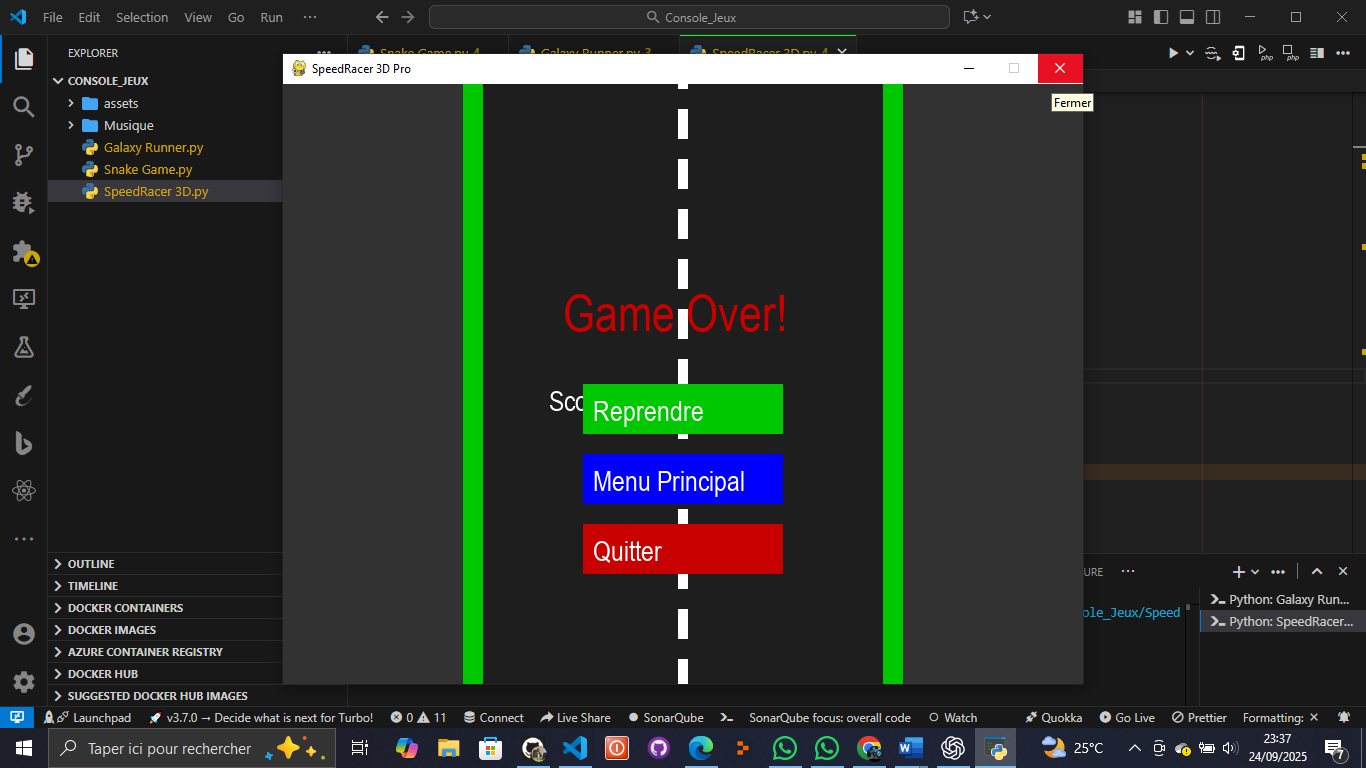 File Edit Selection View Go Run ···
Console_Jeux
EXPLORER
Snake Game.py 4
Galaxy Runner.py 3
SpeedRacer 3D.py 4
CONSOLE_JEUX
assets
Musique
Galaxy Runner.py
Snake Game.py
SpeedRacer 3D.py
php
php
SpeedRacer 3D Pro
Fermer
Game Over!
Sco
Reprendre
Menu Principal
Quitter
OUTLINE
TIMELINE
DOCKER CONTAINERS
DOCKER IMAGES
AZURE CONTAINER REGISTRY
DOCKER HUB
SUGGESTED DOCKER HUB IMAGES
URE
ole_Jeux/Speed
Python: Galaxy Run...
Python: SpeedRacer...
Launchpad v3.7.0 → Decide what is next for Turbo! 0 11 Connect Live Share SonarQube SonarQube focus: overall code Watch Quokka Go Live Prettier Formatting: ✕
Taper ici pour rechercher
25°C
23:37
24/09/2025
7